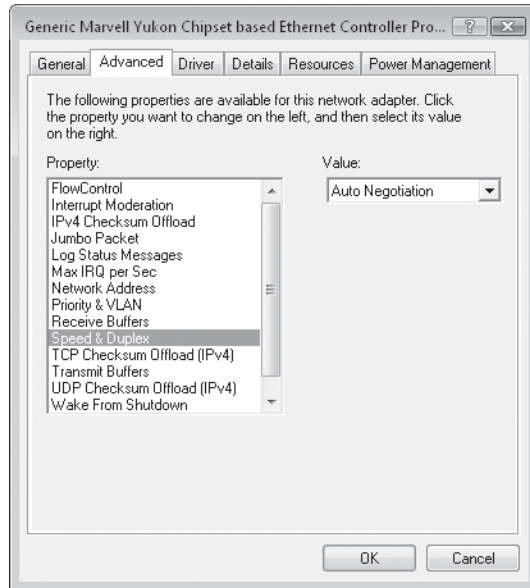 Generic Marvell Yukon Chipset based Ethernet Controller Pro...
General Advanced Driver Details Resources Power Management
The following properties are available for this network adapter. Click
the property you want to change on the left, and then select its value
on the right.
Property:
Value:
FlowControl
Interrupt Moderation
IPv4 Checksum Offload
Jumbo Packet
Log Status Messages
Max IRQ per Sec
Network Address
Priority & VLAN
Receive Buffers
Speed & Duplex
TCP Checksum Offload (IPv4)
Transmit Buffers
UDP Checksum Offload (IPv4)
Wake From Shutdown
Auto Negotiation
OK
Cancel